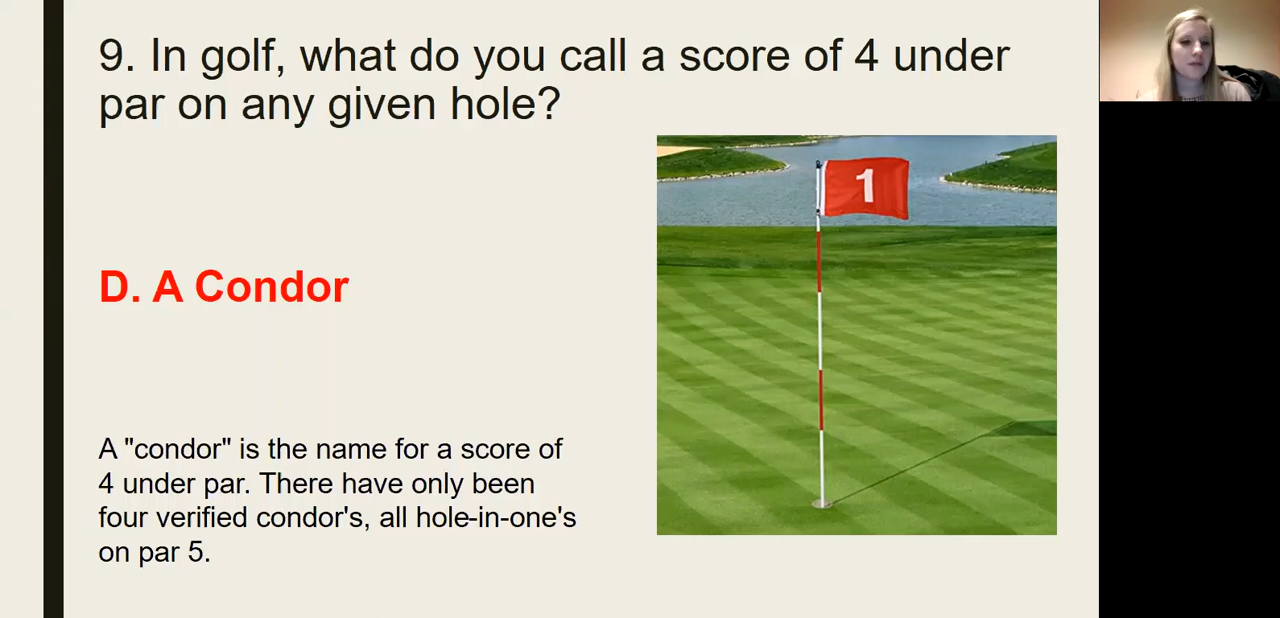 9. In golf, what do you call a score of 4 under
par on any given hole?
1
D. A Condor
A "condor" is the name for a score of
4 under par. There have only been
four verified condor's, all hole-in-one's
on par 5.